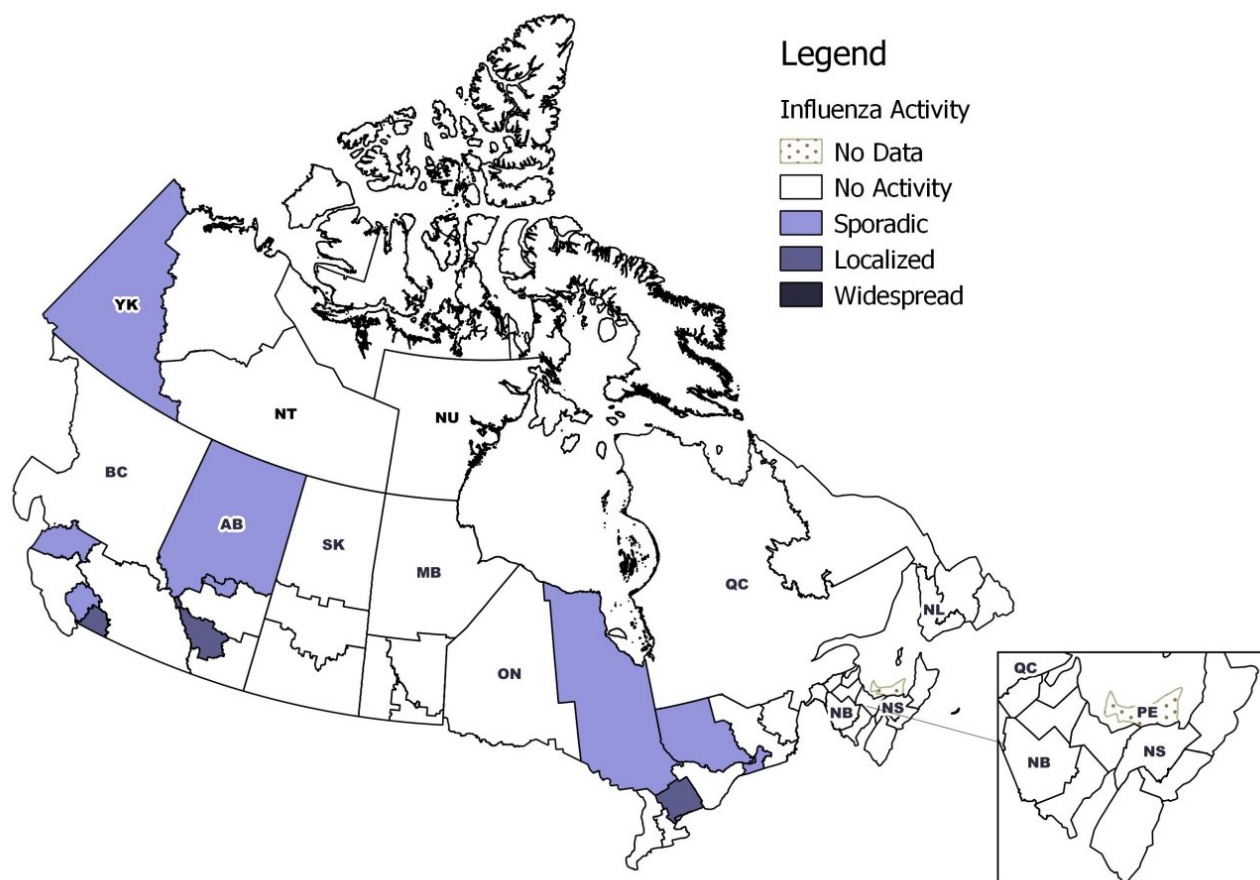 Legend
Influenza Activity
No Data
No Activity
Sporadic
Localized
Widespread
YK
NT
NU
BC
AB
SK
MB
QC
NL
ON
NB
NS
QC
PE
NS
NB